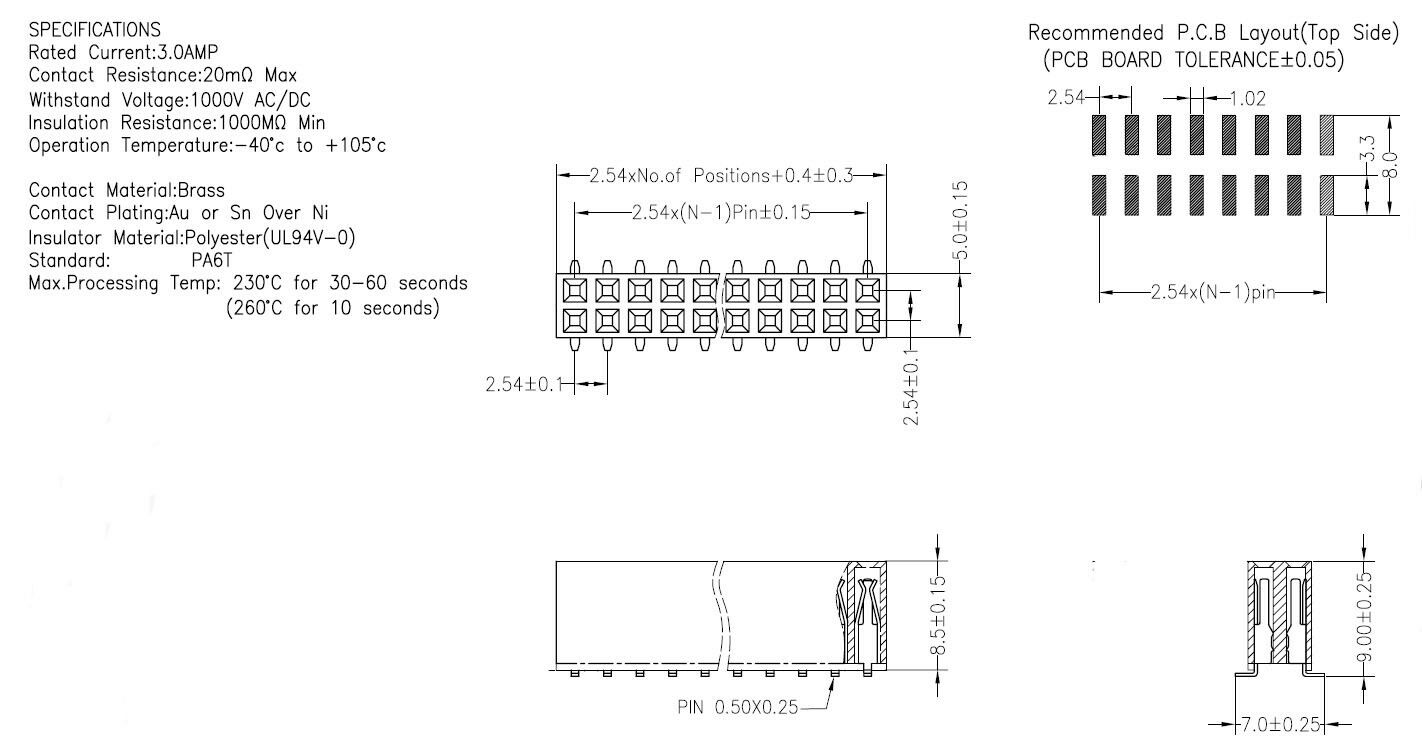 SPECIFICATIONS
Rated Current:3.0AMP
Contact Resistance:20mΩ Max
Withstand Voltage:1000V AC/DC
Insulation Resistance:1000MΩ Min
Operation Temperature:-40°c to +105°c
Contact Material:Brass
Contact Plating:Au or Sn Over Ni
Insulator Material:Polyester(UL94V-0)
Standard: PA6T
Max.Processing Temp: 230°C for 30-60 seconds
(260°C for 10 seconds)
Recommended P.C.B Layout(Top Side)
(PCB BOARD TOLERANCE±0.05)
2.54
1.02
3.3
8.0
2.54x(N-1)pin
2.54xNo.of Positions+0.4±0.3
2.54x(N-1)Pin±0.15
5.0±0.15
2.54±0.1
2.54±0.1
8.5±0.15
PIN 0.50X0.25
9.00±0.25
7.0±0.25